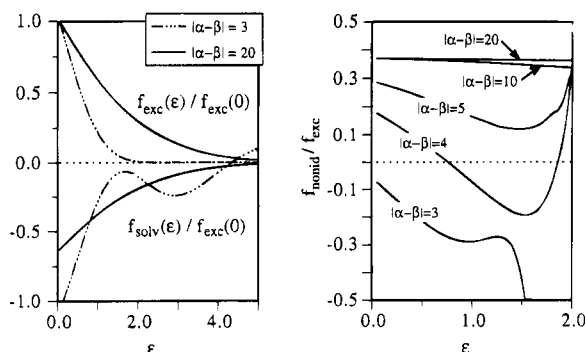 1.0
0.5
0.0
-0.5
-1.0
0.0
2.0
4.0
ε
|α-β| = 3
|α-β| = 20
f_exc(ε) / f_exc(0)
f_solv(ε) / f_exc(0)
f_nonid / f_exc
0.5
0.3
0.1
-0.1
-0.3
-0.5
0.0
1.0
2.0
ε
|α-β|=20
|α-β|=10
|α-β|=5
|α-β|=4
|α-β|=3